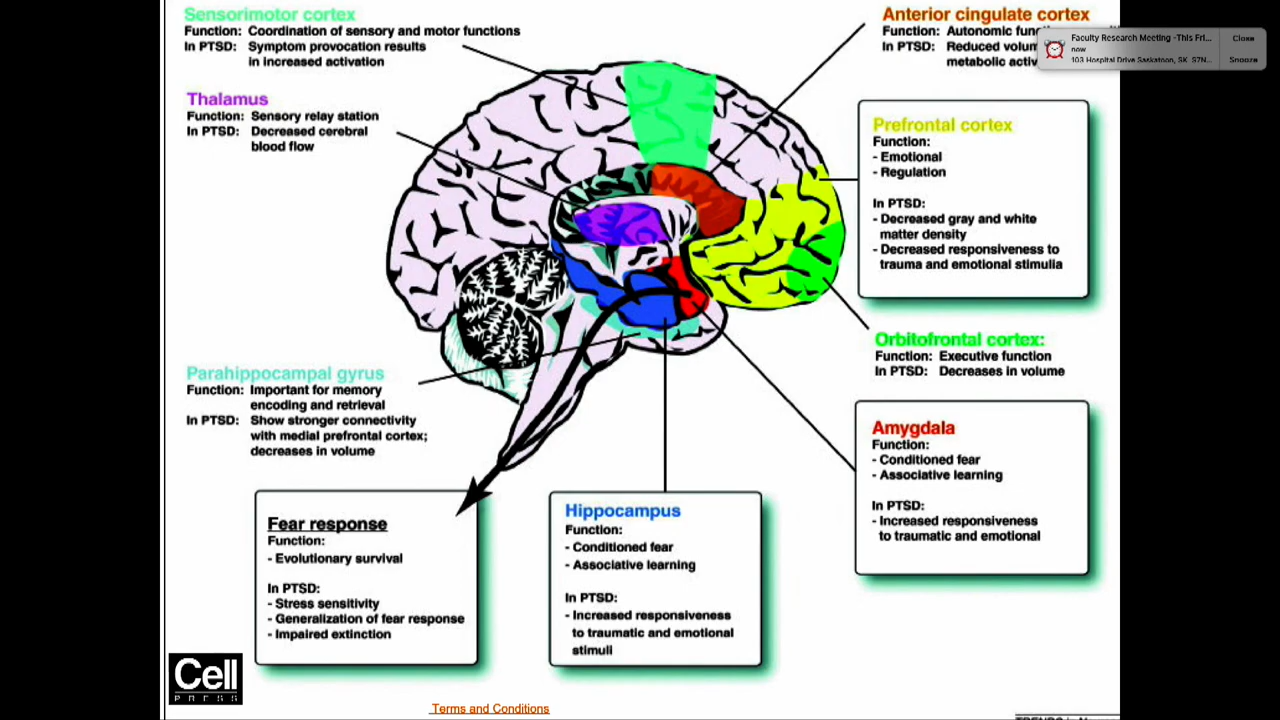 Sensorimotor cortex
Function: Coordination of sensory and motor functions
In PTSD: Symptom provocation results
in increased activation
Thalamus
Function: Sensory relay station
In PTSD: Decreased cerebral
blood flow
Parahippocampal gyrus
Function: Important for memory
encoding and retrieval
In PTSD: Show stronger connectivity
with medial prefrontal cortex;
decreases in volume
Fear response
Function:
- Evolutionary survival
In PTSD:
- Stress sensitivity
- Generalization of fear response
- Impaired extinction
Hippocampus
Function:
- Conditioned fear
- Associative learning
In PTSD:
- Increased responsiveness
to traumatic and emotional
stimuli
Anterior cingulate cortex
Function: Autonomic
In PTSD: Reduced
metabolic
Faculty Research Meeting -This Fri...
now
103 Hospital Drive Saskatoon, SK S7N...
Close
Snooze
Prefrontal cortex
Function:
- Emotional
- Regulation
In PTSD:
- Decreased gray and white
matter density
- Decreased responsiveness to
trauma and emotional stimulia
Orbitofrontal cortex:
Function: Executive function
In PTSD: Decreases in volume
Amygdala
Function:
- Conditioned fear
- Associative learning
In PTSD:
- Increased responsiveness
to traumatic and emotional
Cell
PRESS
Terms and Conditions